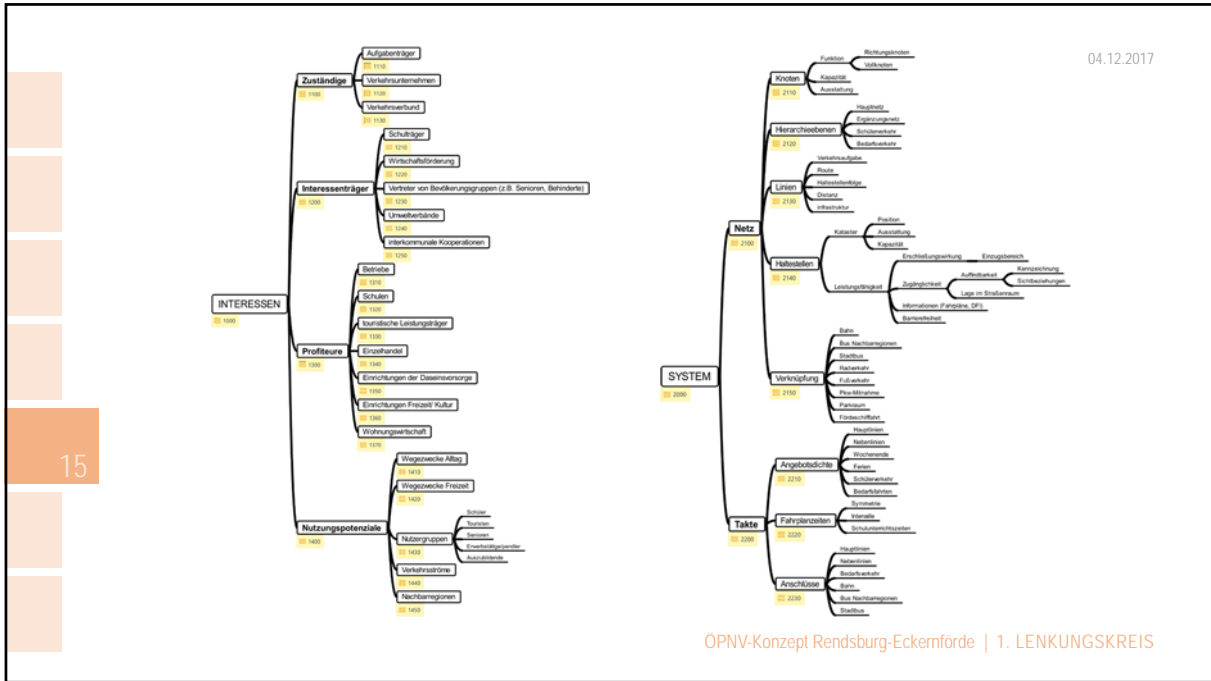 04.12.2017
INTERESSEN
1000
Zuständige
1100
Aufgabenträger
1110
Verkehrsunternehmen
1120
Verkehrsverbund
1130
Interessenträger
1200
Schulträger
1210
Wirtschaftsförderung
1220
Vertreter von Bevölkerungsgruppen (z.B. Senioren, Behinderte)
1230
Umweltverbände
1240
interkommunale Kooperationen
1250
Profiteure
1300
Betriebe
1310
Schulen
1320
touristische Leistungsträger
1330
Einzelhandel
1340
Einrichtungen der Daseinsvorsorge
1350
Einrichtungen Freizeit/ Kultur
1360
Wohnungswirtschaft
1370
Nutzungspotenziale
1400
Wegezwecke Alltag
1410
Wegezwecke Freizeit
1420
Nutzergruppen
1430
Schüler
Touristen
Senioren
Erwerbstätige/pendler
Auszubildende
Verkehrsströme
1440
Nachbarregionen
1450
SYSTEM
2000
Netz
2100
Knoten
2110
Funktion
Richtungsknoten
Vollknoten
Kapazität
Ausstattung
Hierarchieebenen
2120
Hauptnetz
Ergänzungsnetz
Schülerverkehr
Bedarfsverkehr
Linien
2130
Verkehrsaufgabe
Route
Haltestellenfolge
Distanz
Infrastruktur
Haltestellen
2140
Kataster
Position
Ausstattung
Kapazität
Leistungsfähigkeit
Erschließungswirkung
Einzugsbereich
Zugänglichkeit
Auffindbarkeit
Kennzeichnung
Sichtbeziehungen
Lage im Straßenraum
Informationen (Fahrpläne, DFI)
Barrierefreiheit
Verknüpfung
2150
Bahn
Bus Nachbarregionen
Stadtbus
Radverkehr
Fußverkehr
Pkw-Mitnahme
Parkraum
Fördeschifffahrt
Takte
2200
Angebotsdichte
2210
Hauptlinien
Nebenlinien
Wochenende
Ferien
Schülerverkehr
Bedarfsfahrten
Fahrplanzeiten
2220
Symmetrie
Intervalle
Schulunterrichtszeiten
Anschlüsse
2230
Hauptlinien
Nebenlinien
Bedarfsverkehr
Bahn
Bus Nachbarregionen
Stadtbus
15
ÖPNV-Konzept Rendsburg-Eckernförde | 1. LENKUNGSKREIS